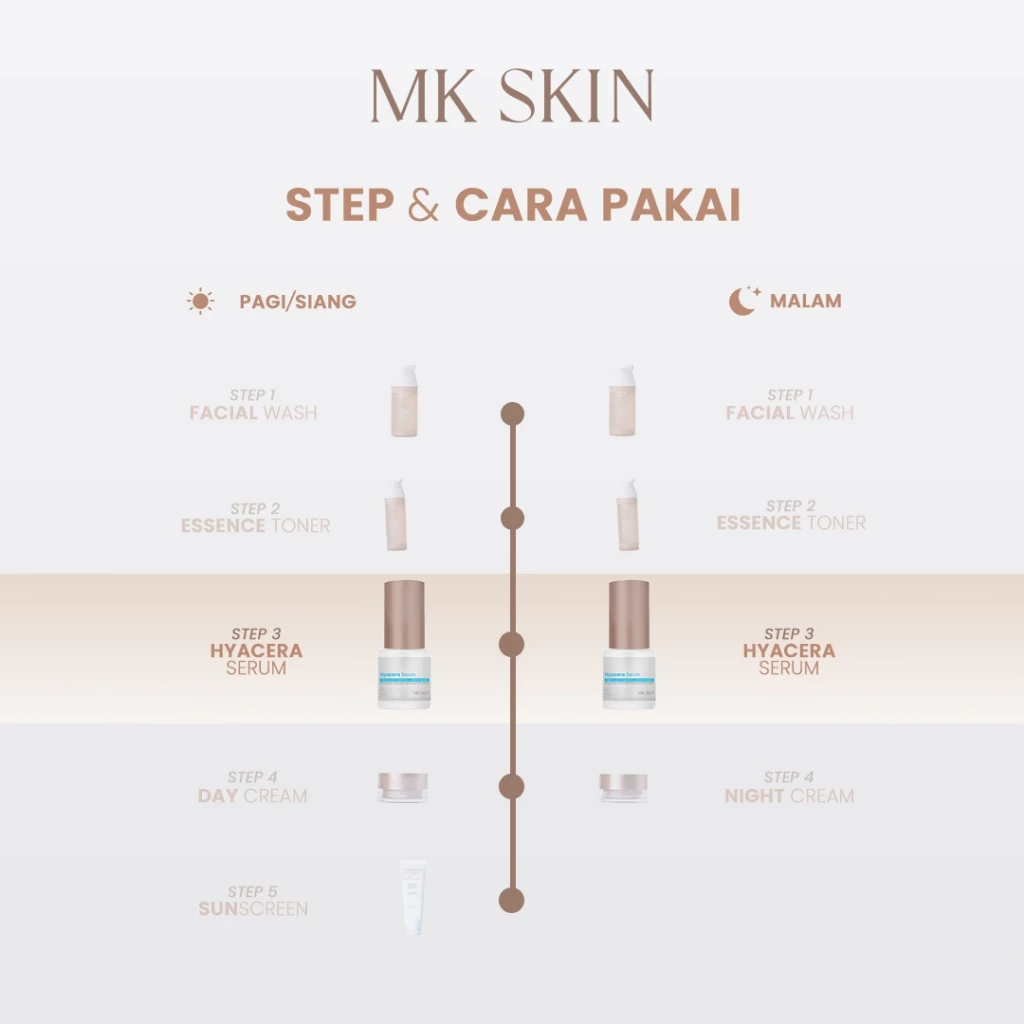 MK SKIN
STEP & CARA PAKAI
PAGI/SIANG
STEP 1
FACIAL WASH
STEP 2
ESSENCE TONER
STEP 3
HYACERA
SERUM
Hyacera Serum
STEP 4
DAY CREAM
STEP 5
SUNSCREEN
MALAM
STEP 1
FACIAL WASH
STEP 2
ESSENCE TONER
STEP 3
HYACERA
SERUM
Hyacera Serum
STEP 4
NIGHT CREAM